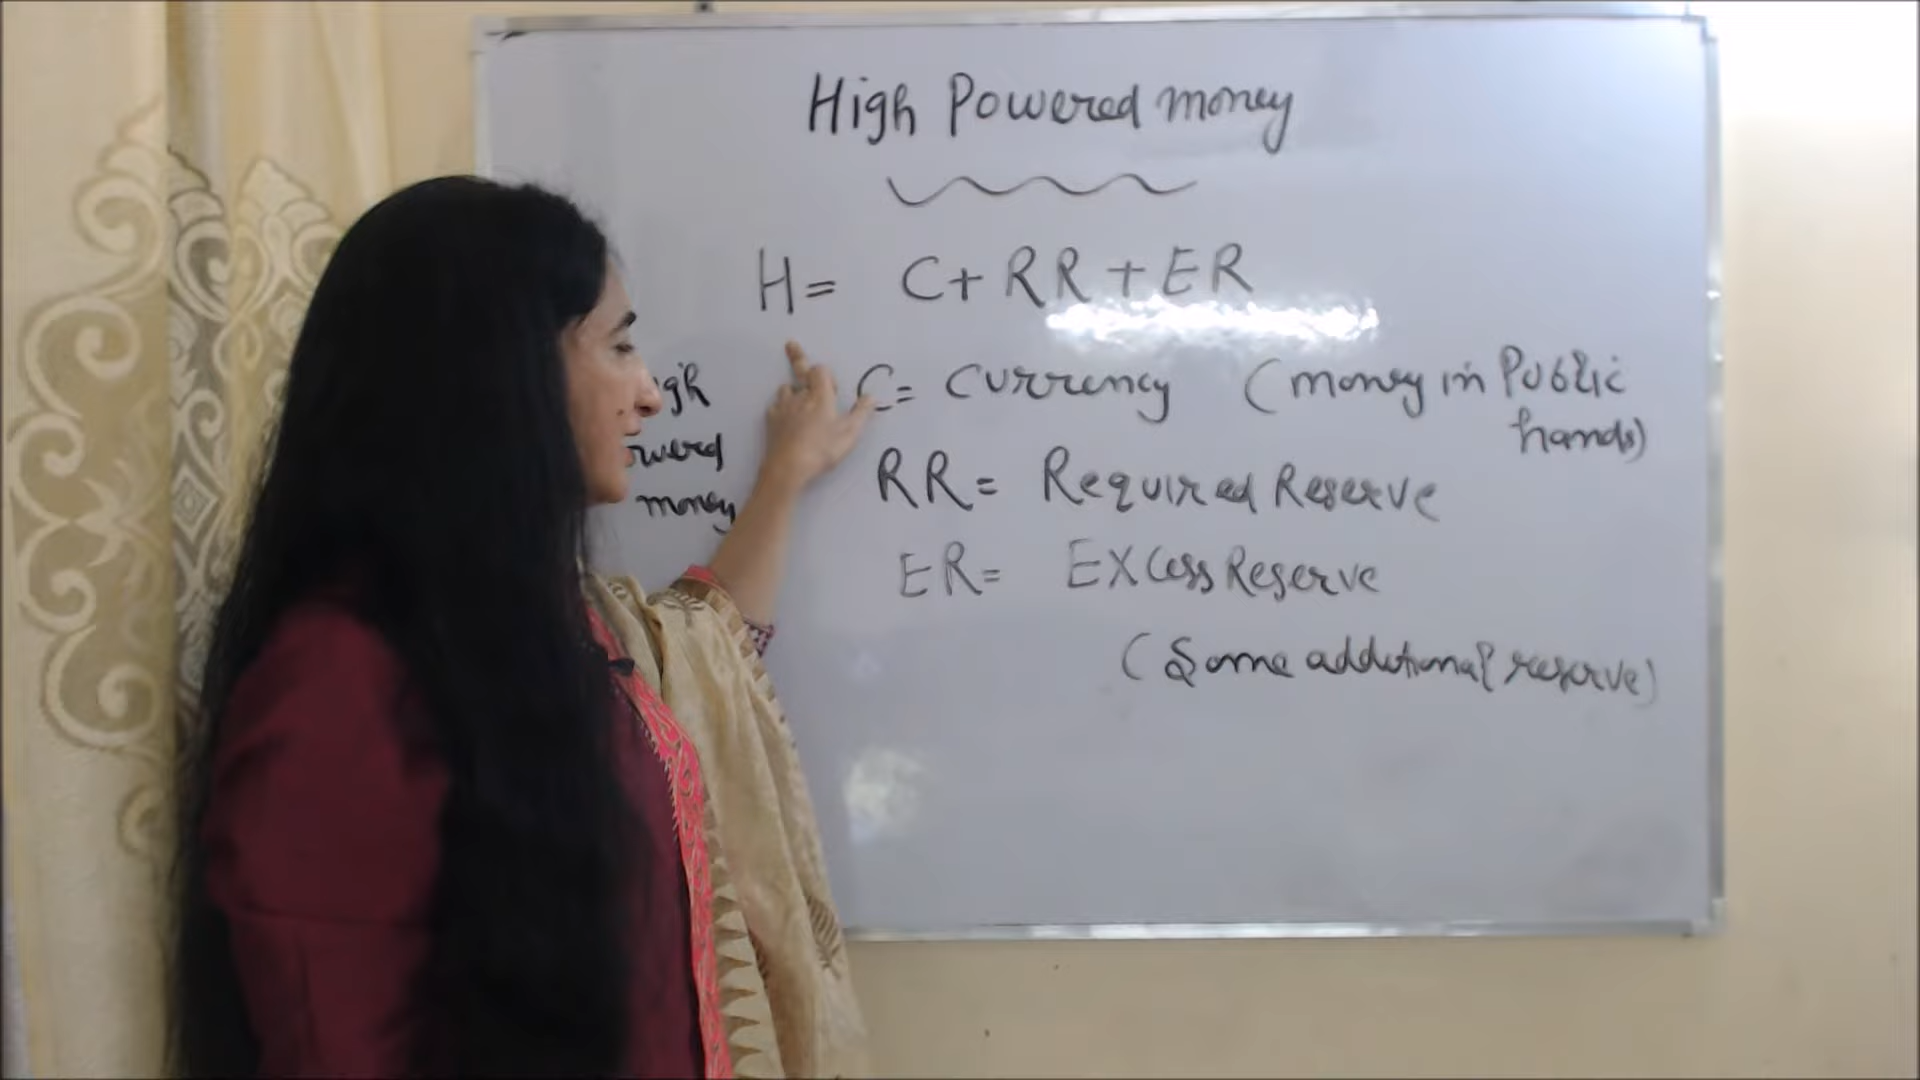 High Powered money
H = C + RR + ER
C = Currency (money in Public
hands)
RR = Required Reserve
ER = Excess Reserve
(Some additional reserve)
money